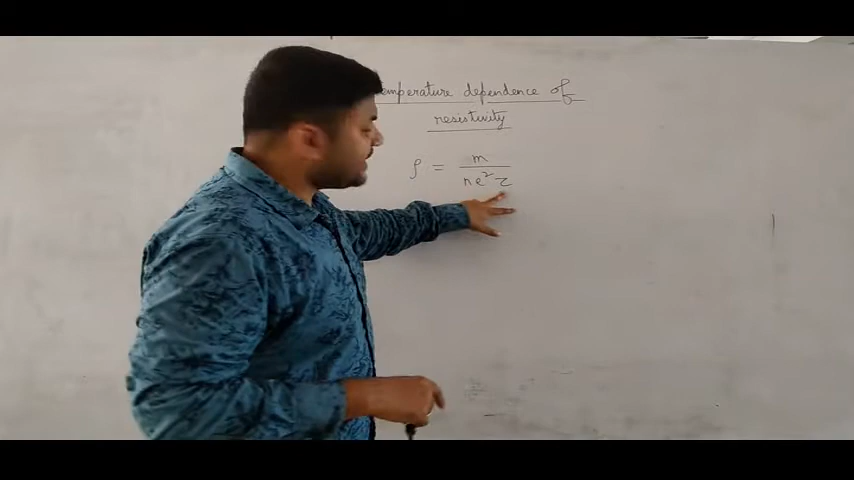 emperature dependence of
resistivity
ρ = m / ne²τ